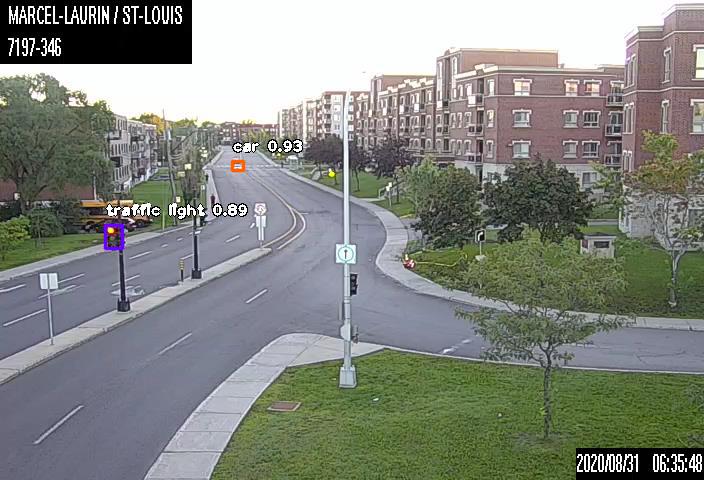 MARCEL-LAURIN / ST-LOUIS
7197-346
car 0.93
traffic light 0.89
2020/08/31 06:35:48